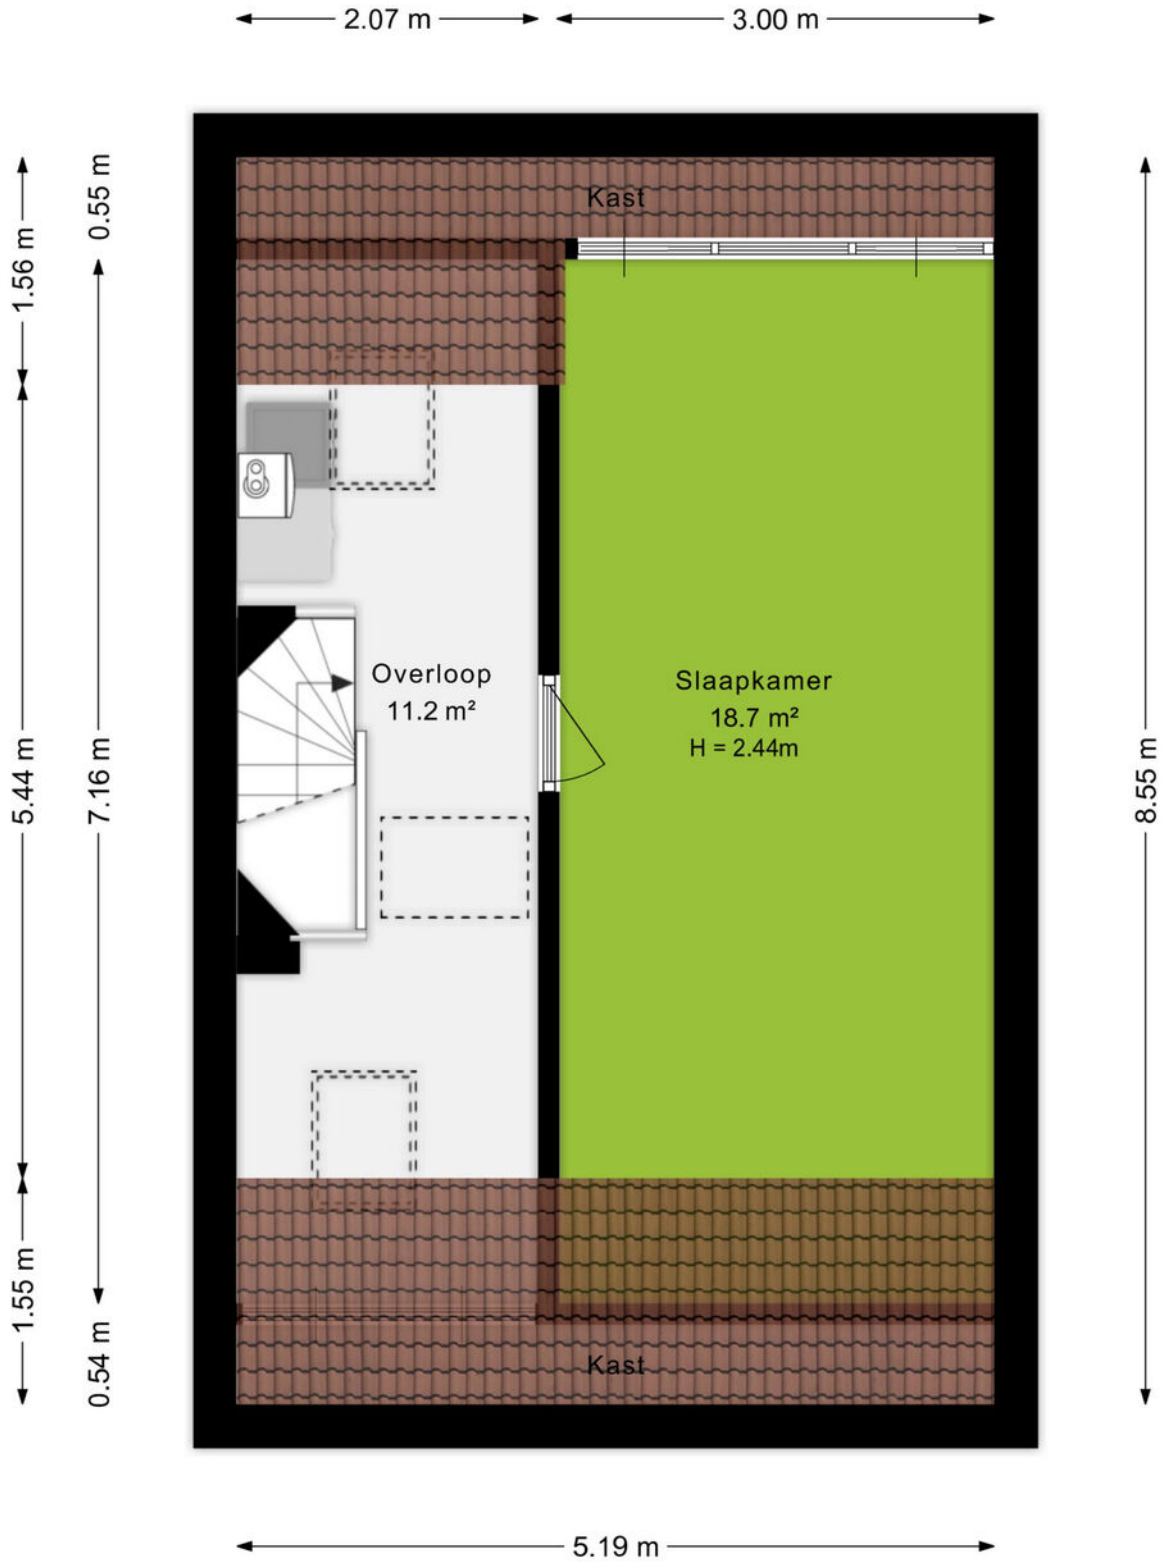 2.07 m
3.00 m
0.55 m
1.56 m
Kast
Overloop
11.2 m²
Slaapkamer
18.7 m²
H = 2.44m
5.44 m
7.16 m
8.55 m
1.55 m
0.54 m
Kast
5.19 m